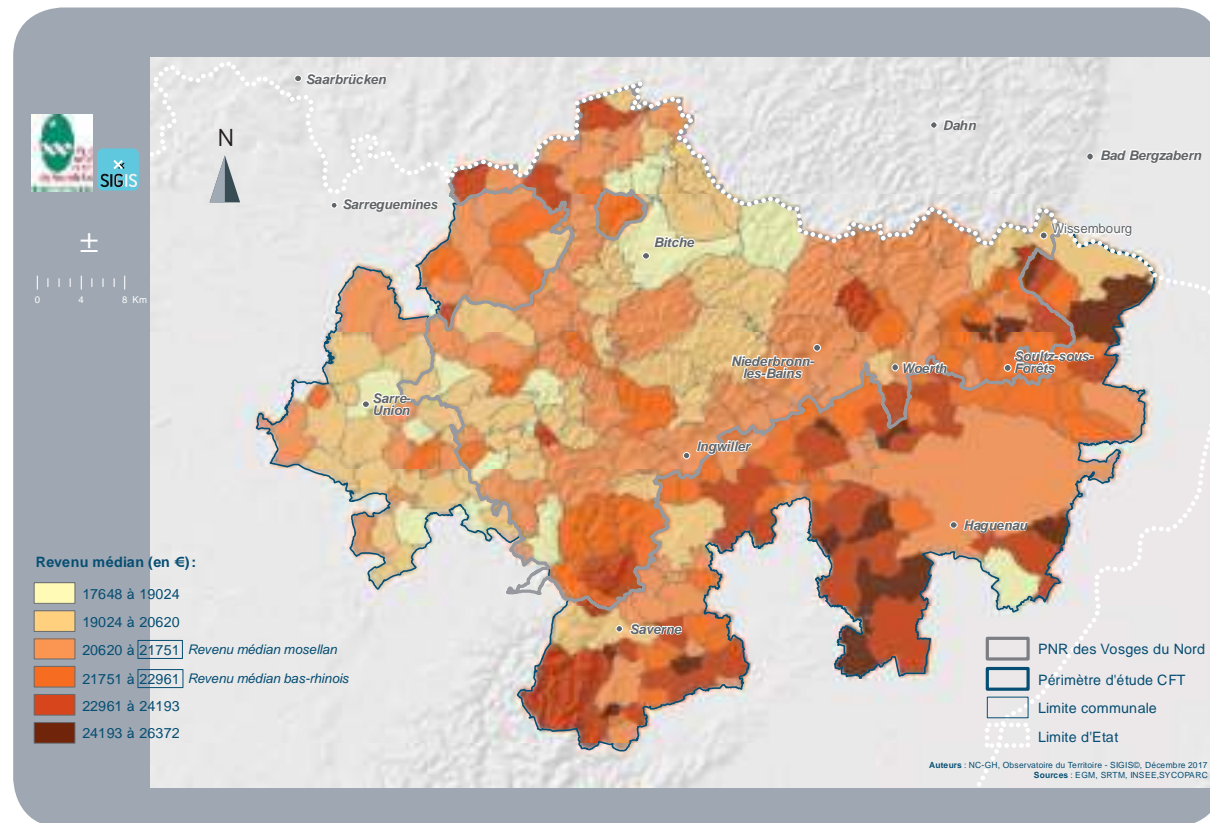 Saarbrücken
Dahn
N
Bad Bergzabern
SIGIS
Sarreguemines
±
Wissembourg
Bitche
0 4 8 Km
Niederbronn-
les-Bains
Woerth
Soultz-sous-
Forêts
Sarre-
Union
Ingwiller
Haguenau
Saverne
Revenu médian (en €) :
17648 à 19024
19024 à 20620
20620 à 21751 Revenu médian mosellan
21751 à 22961 Revenu médian bas-rhinois
22961 à 24193
24193 à 26372
PNR des Vosges du Nord
Périmètre d'étude CFT
Limite communale
Limite d'Etat
Auteurs : NC-GH, Observatoire du Territoire - SIGIS©, Décembre 2017
Sources : EGM, SRTM, INSEE,SYCOPARC